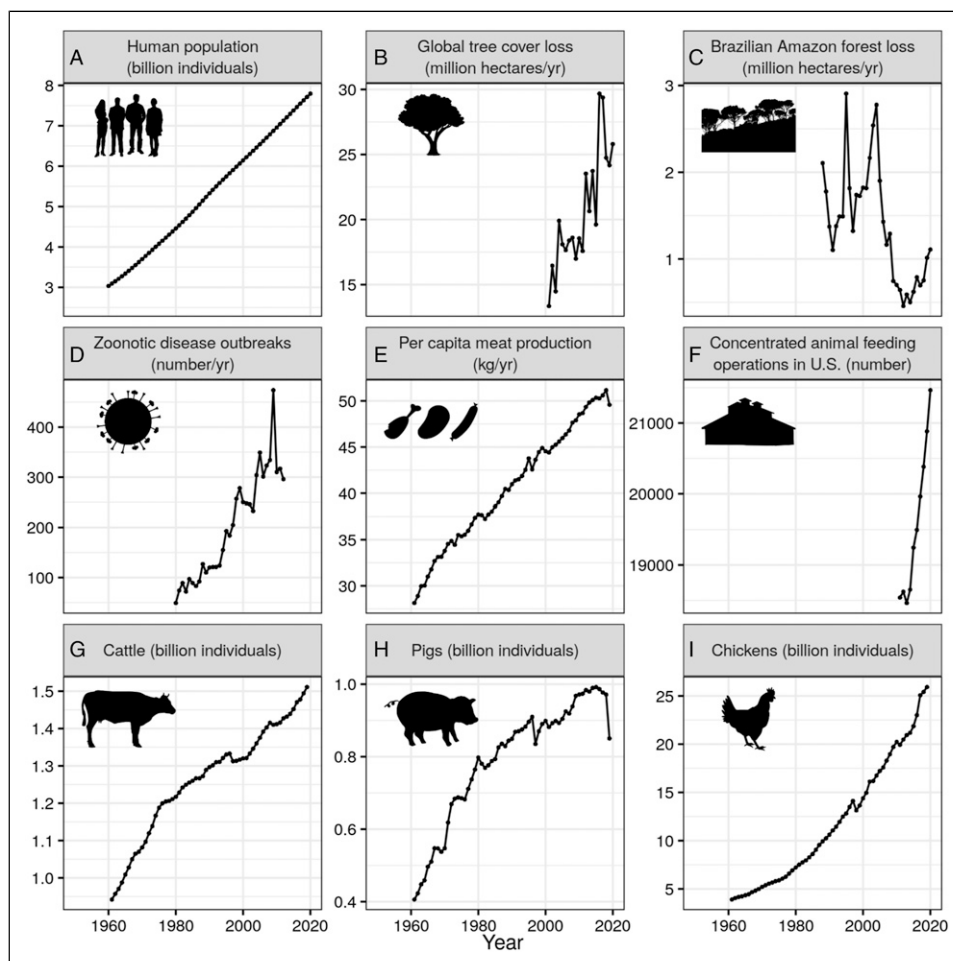 A
Human population
(billion individuals)
B
Global tree cover loss
(million hectares/yr)
C
Brazilian Amazon forest loss
(million hectares/yr)
8
7
6
5
4
3
30
25
20
15
3
2
1
D
Zoonotic disease outbreaks
(number/yr)
E
Per capita meat production
(kg/yr)
F
Concentrated animal feeding
operations in U.S. (number)
400
300
200
100
50
45
40
35
30
21000
20000
19000
18000
G
Cattle (billion individuals)
H
Pigs (billion individuals)
I
Chickens (billion individuals)
1.5
1.4
1.3
1.2
1.1
1.0
1.0
0.8
0.6
0.4
25
20
15
10
5
1960 1980 2000 2020
1960 1980 2000 2020
1960 1980 2000 2020
Year